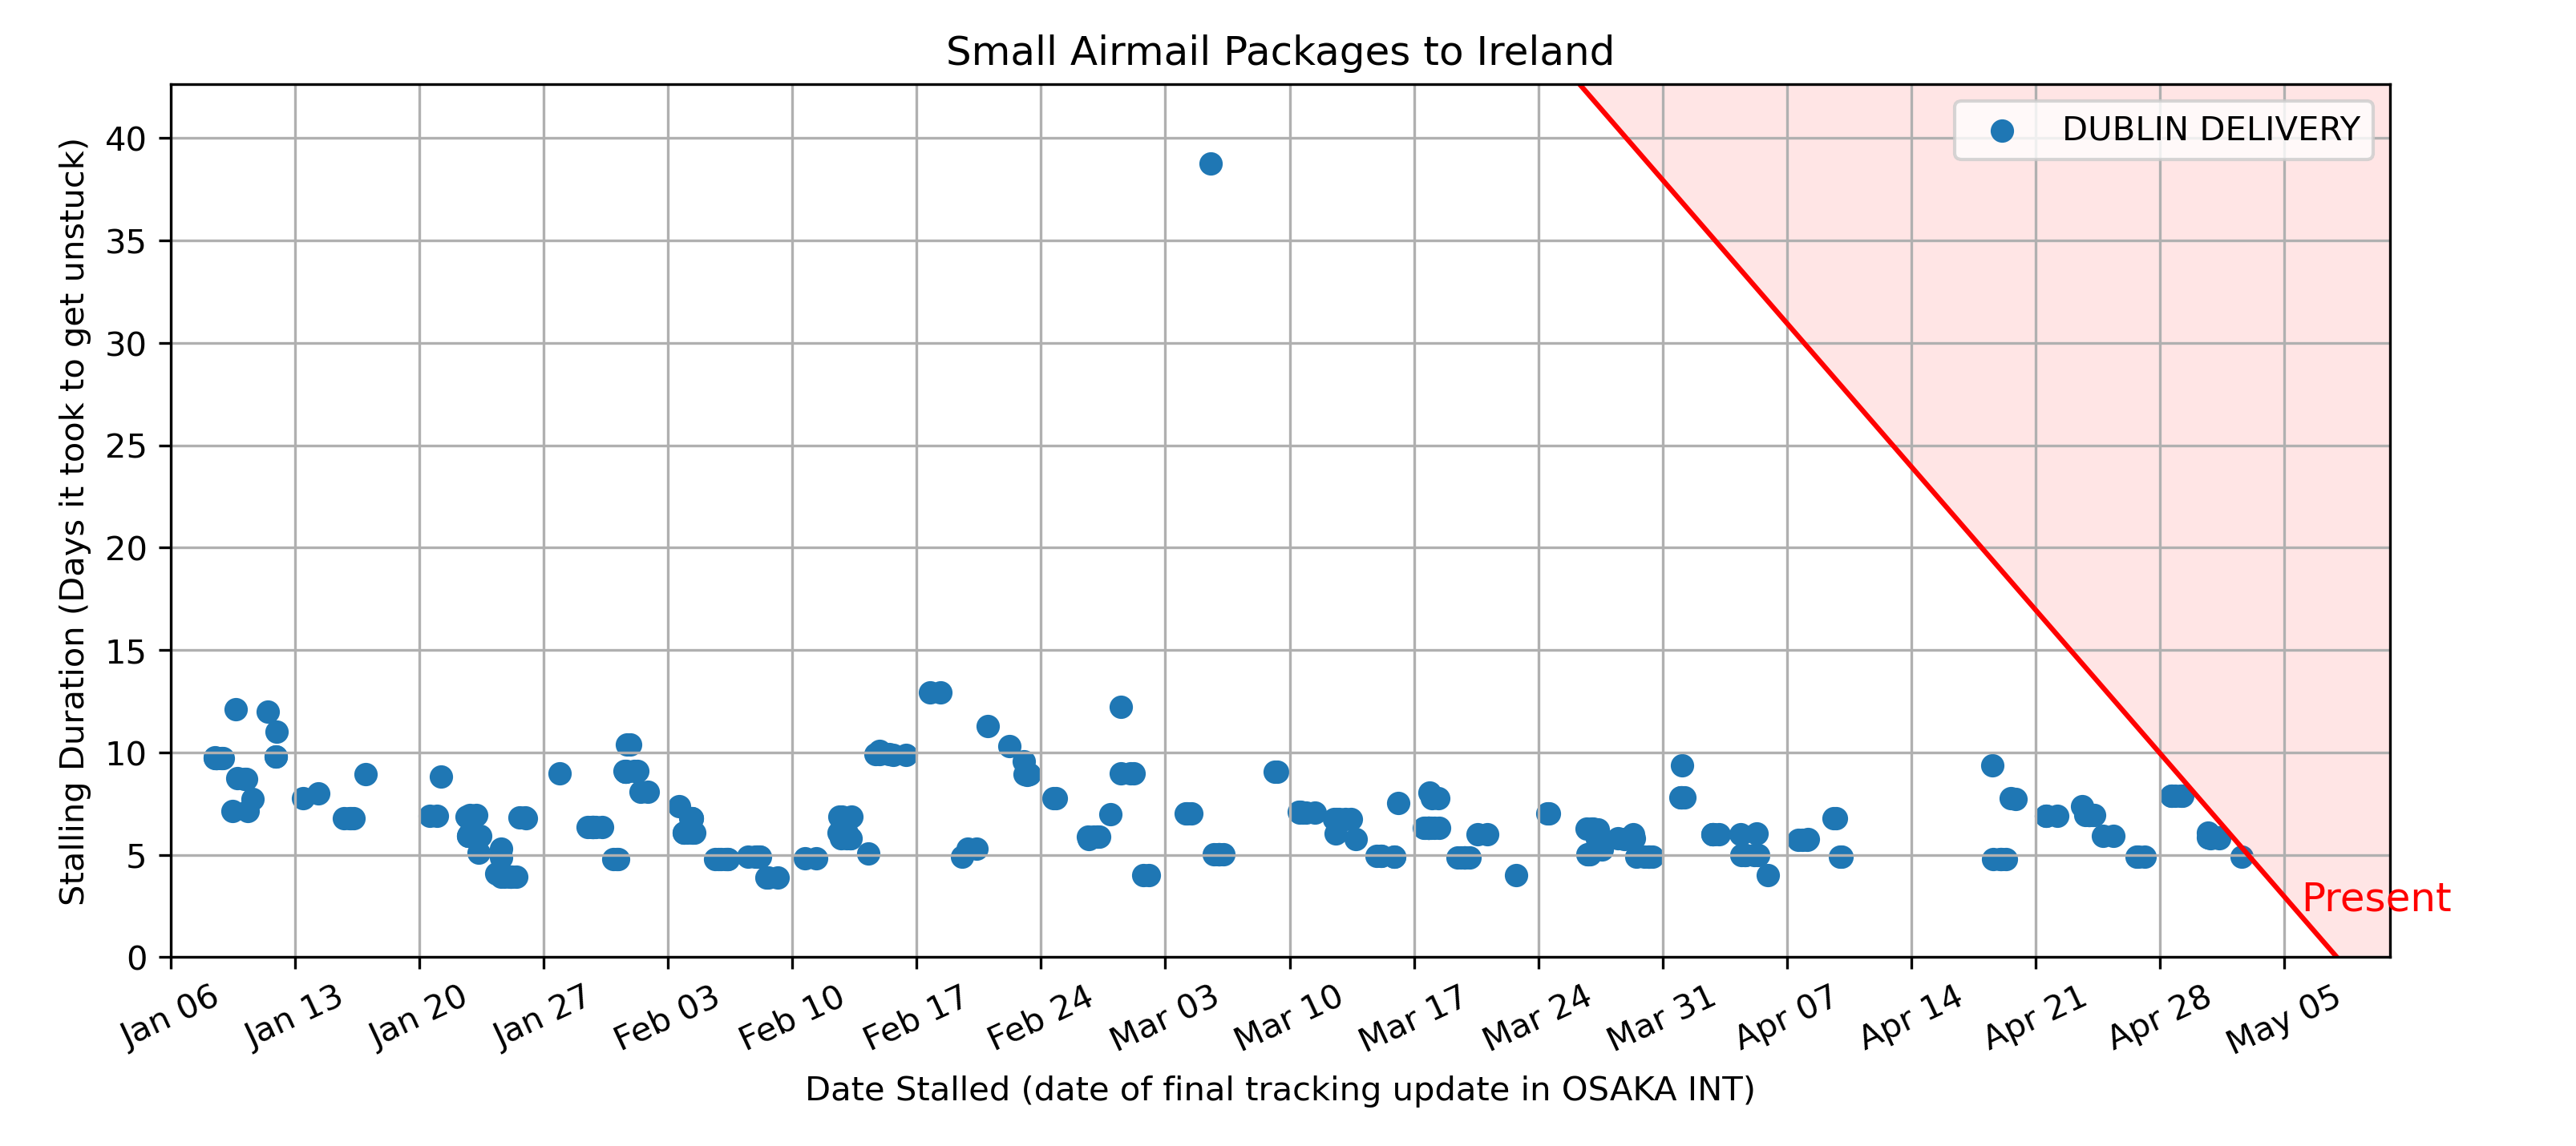 Small Airmail Packages to Ireland
DUBLIN DELIVERY
Stalling Duration (Days it took to get unstuck)
40
35
30
25
20
15
10
5
0
Present
Jan 06
Jan 13
Jan 20
Jan 27
Feb 03
Feb 10
Feb 17
Feb 24
Mar 03
Mar 10
Mar 17
Mar 24
Mar 31
Apr 07
Apr 14
Apr 21
Apr 28
May 05
Date Stalled (date of final tracking update in OSAKA INT)